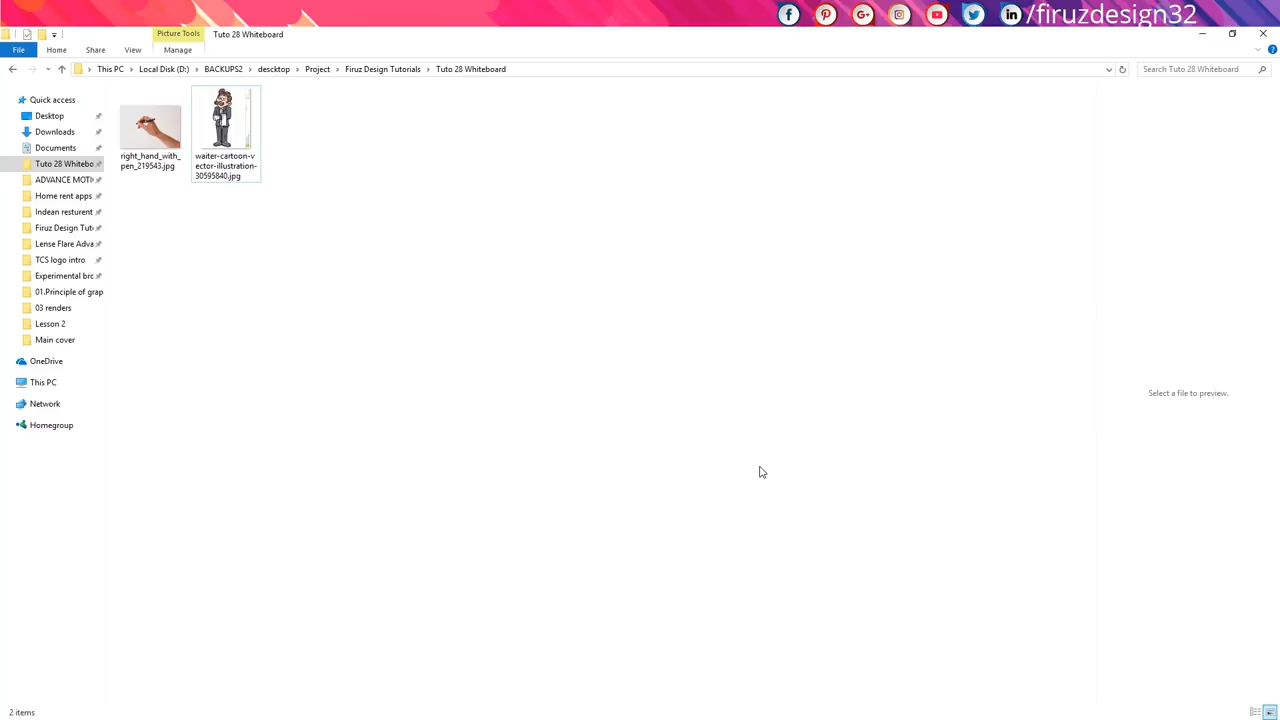 /firuzdesign32
Picture Tools
Tuto 28 Whiteboard
File
Home
Share
View
Manage
This PC
Local Disk (D:)
BACKUPS2
descktop
Project
Firuz Design Tutorials
Tuto 28 Whiteboard
Search Tuto 28 Whiteboard
Quick access
Desktop
Downloads
Documents
Tuto 28 Whitebo
ADVANCE MOTI
Home rent apps
Indean resturent
Firuz Design Tut
Lense Flare Adva
TCS logo intro
Experimental brc
01.Principle of grap
03 renders
Lesson 2
Main cover
OneDrive
This PC
Network
Homegroup
right_hand_with_
pen_219543.jpg
waiter-cartoon-v
ector-illustration-
30595840.jpg
Select a file to preview.
2 items